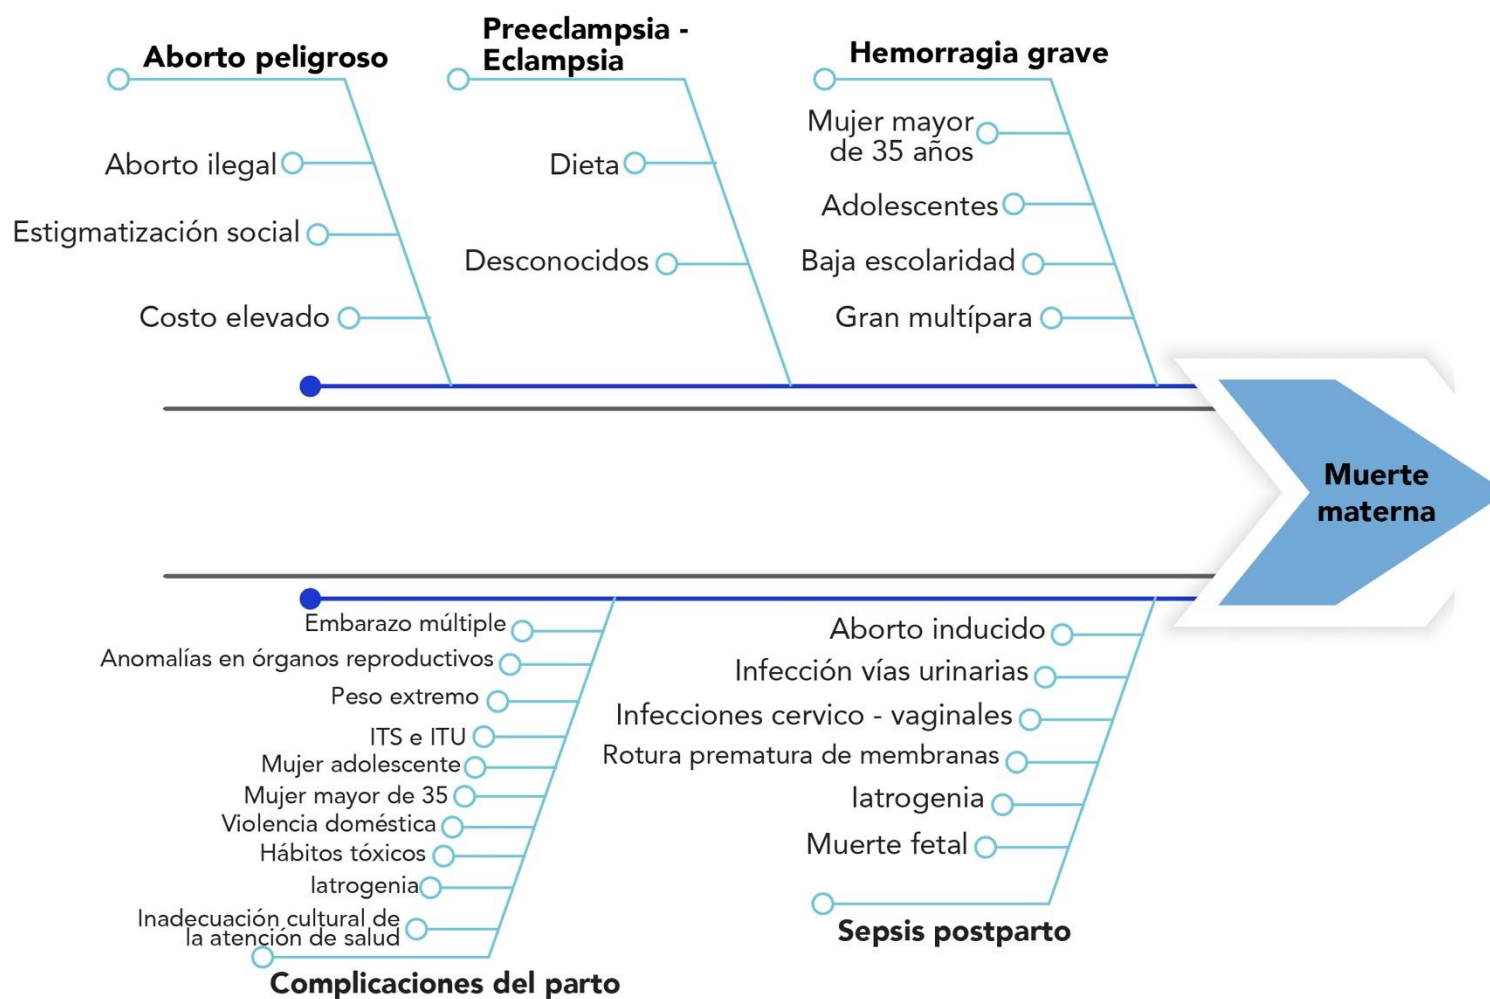 Aborto peligroso
Aborto ilegal
Estigmatización social
Costo elevado
Preeclampsia -
Eclampsia
Dieta
Desconocidos
Hemorragia grave
Mujer mayor
de 35 años
Adolescentes
Baja escolaridad
Gran multípara
Muerte
materna
Embarazo múltiple
Anomalías en órganos reproductivos
Peso extremo
ITS e ITU
Mujer adolescente
Mujer mayor de 35
Violencia doméstica
Hábitos tóxicos
Iatrogenia
Inadecuación cultural de
la atención de salud
Complicaciones del parto
Aborto inducido
Infección vías urinarias
Infecciones cervico - vaginales
Rotura prematura de membranas
Iatrogenia
Muerte fetal
Sepsis postparto